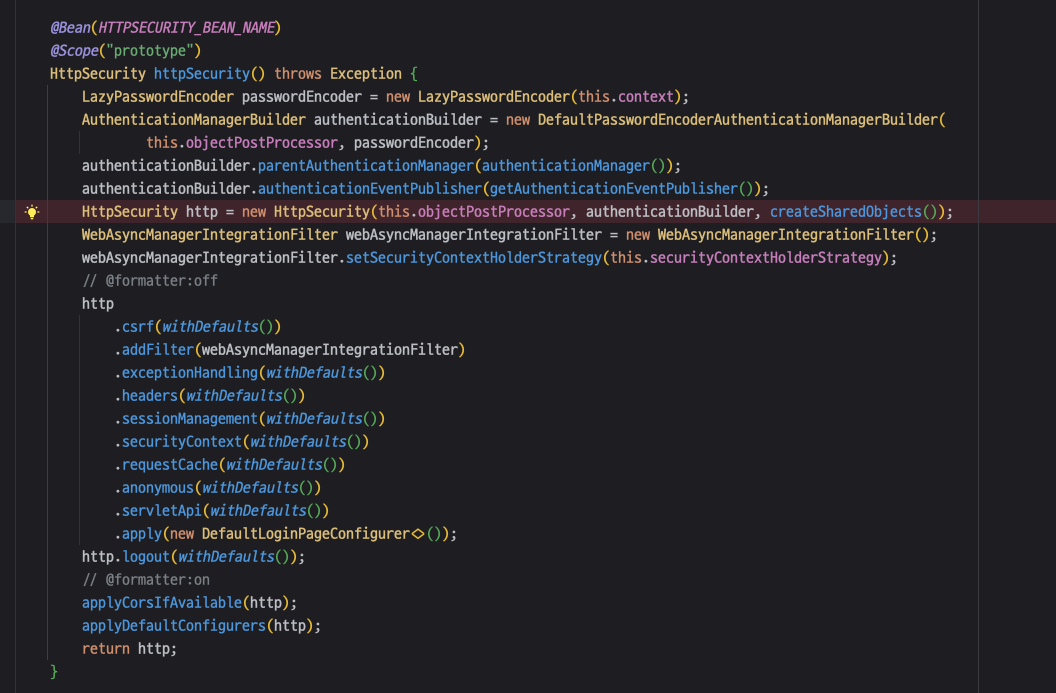 @Bean(HTTPSECURITY_BEAN_NAME)
@Scope("prototype")
HttpSecurity httpSecurity() throws Exception {
    LazyPasswordEncoder passwordEncoder = new LazyPasswordEncoder(this.context);
    AuthenticationManagerBuilder authenticationBuilder = new DefaultPasswordEncoderAuthenticationManagerBuilder(
            this.objectPostProcessor, passwordEncoder);
    authenticationBuilder.parentAuthenticationManager(authenticationManager());
    authenticationBuilder.authenticationEventPublisher(getAuthenticationEventPublisher());
    HttpSecurity http = new HttpSecurity(this.objectPostProcessor, authenticationBuilder, createSharedObjects());
    WebAsyncManagerIntegrationFilter webAsyncManagerIntegrationFilter = new WebAsyncManagerIntegrationFilter();
    webAsyncManagerIntegrationFilter.setSecurityContextHolderStrategy(this.securityContextHolderStrategy);
    // @formatter:off
    http
        .csrf(withDefaults())
        .addFilter(webAsyncManagerIntegrationFilter)
        .exceptionHandling(withDefaults())
        .headers(withDefaults())
        .sessionManagement(withDefaults())
        .securityContext(withDefaults())
        .requestCache(withDefaults())
        .anonymous(withDefaults())
        .servletApi(withDefaults())
        .apply(new DefaultLoginPageConfigurer<>());
    http.logout(withDefaults());
    // @formatter:on
    applyCorsIfAvailable(http);
    applyDefaultConfigurers(http);
    return http;
}